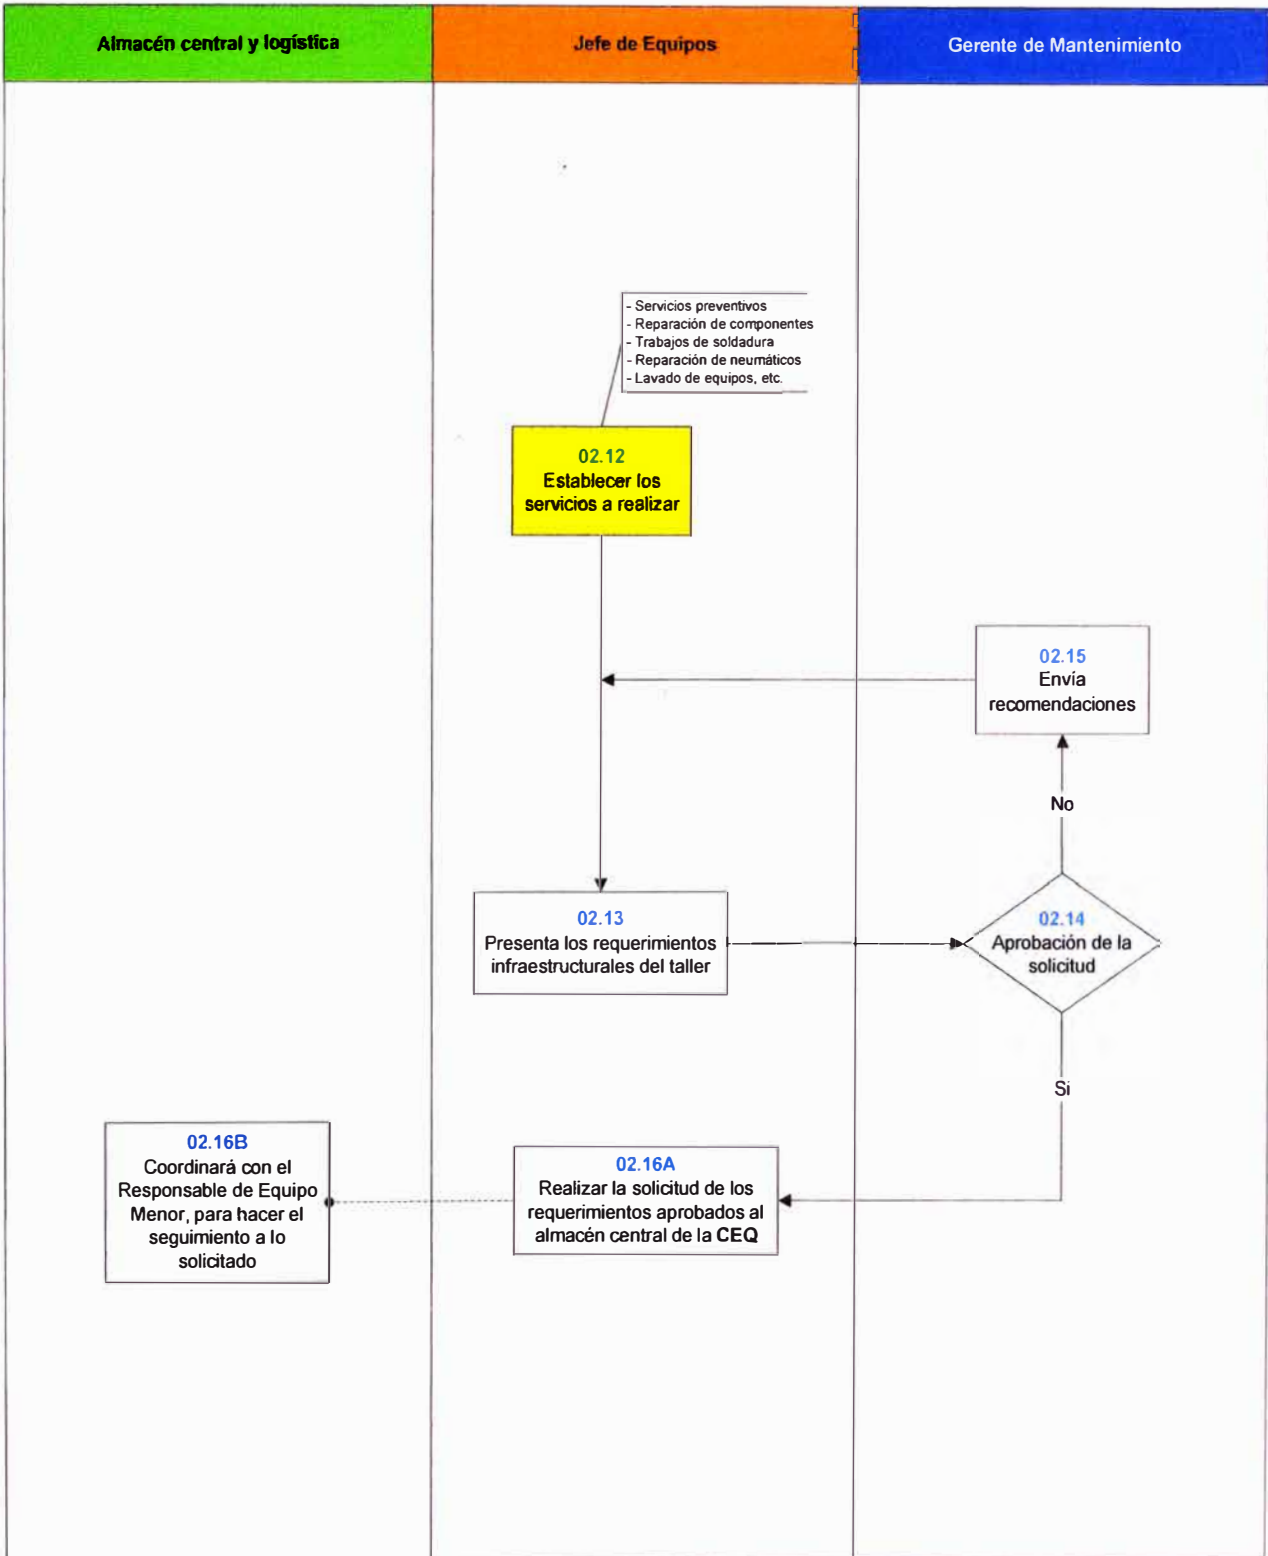 Almacén central y logística
Jefe de Equipos
Gerente de Mantenimiento
- Servicios preventivos
- Reparación de componentes
- Trabajos de soldadura
- Reparación de neumáticos
- Lavado de equipos, etc.
02.12
Establecer los
servicios a realizar
02.15
Envía
recomendaciones
No
02.13
Presenta los requerimientos
infraestructurales del taller
02.14
Aprobación de la
solicitud
Si
02.16B
Coordinará con el
Responsable de Equipo
Menor, para hacer el
seguimiento a lo
solicitado
02.16A
Realizar la solicitud de los
requerimientos aprobados al
almacén central de la CEQ